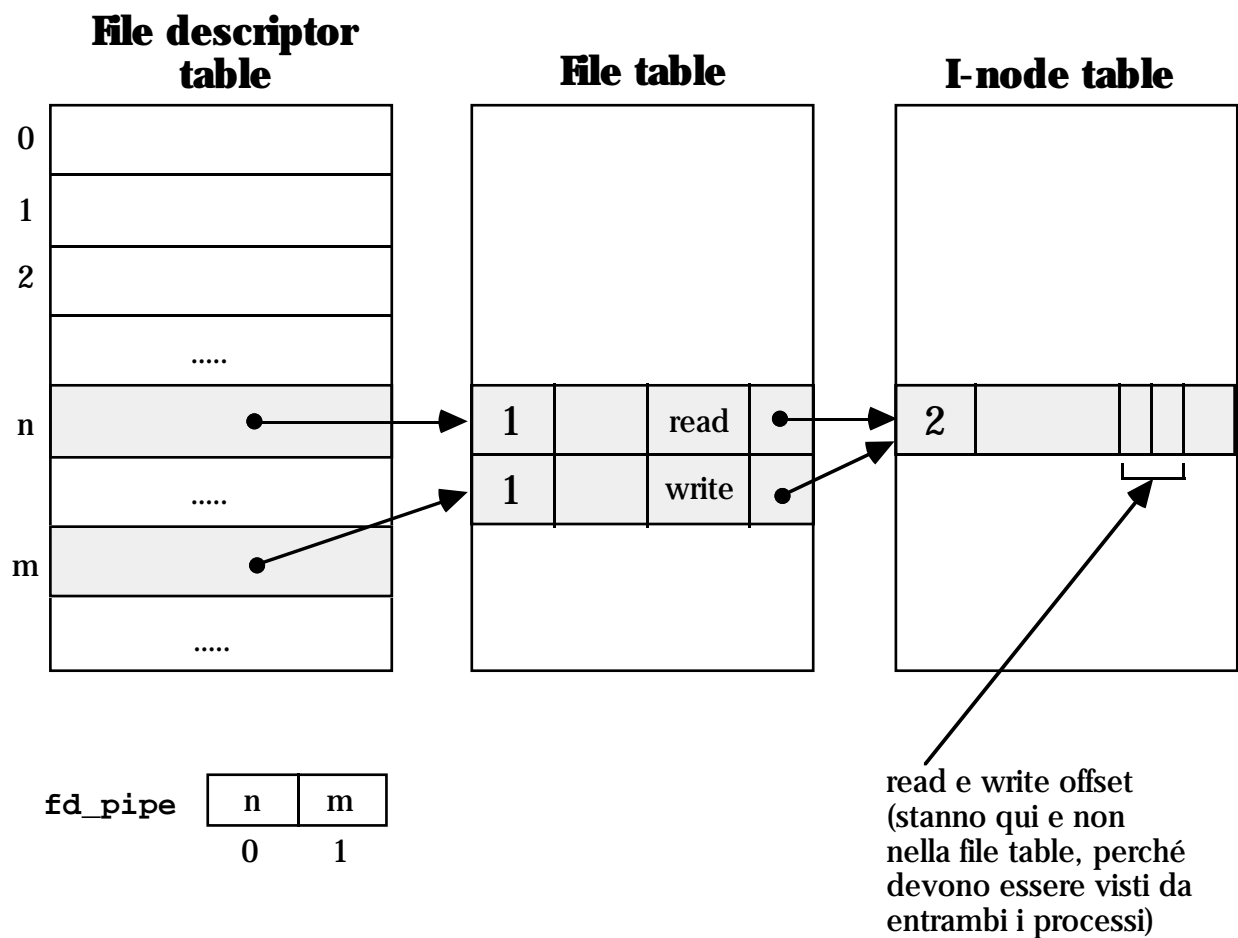 File descriptor
table
File table
I-node table
0
1
2
.....
n
1
read
2
.....
1
write
m
.....
fd_pipe
n
m
0
1
read e write offset
(stanno qui e non
nella file table, perché
devono essere visti da
entrambi i processi)